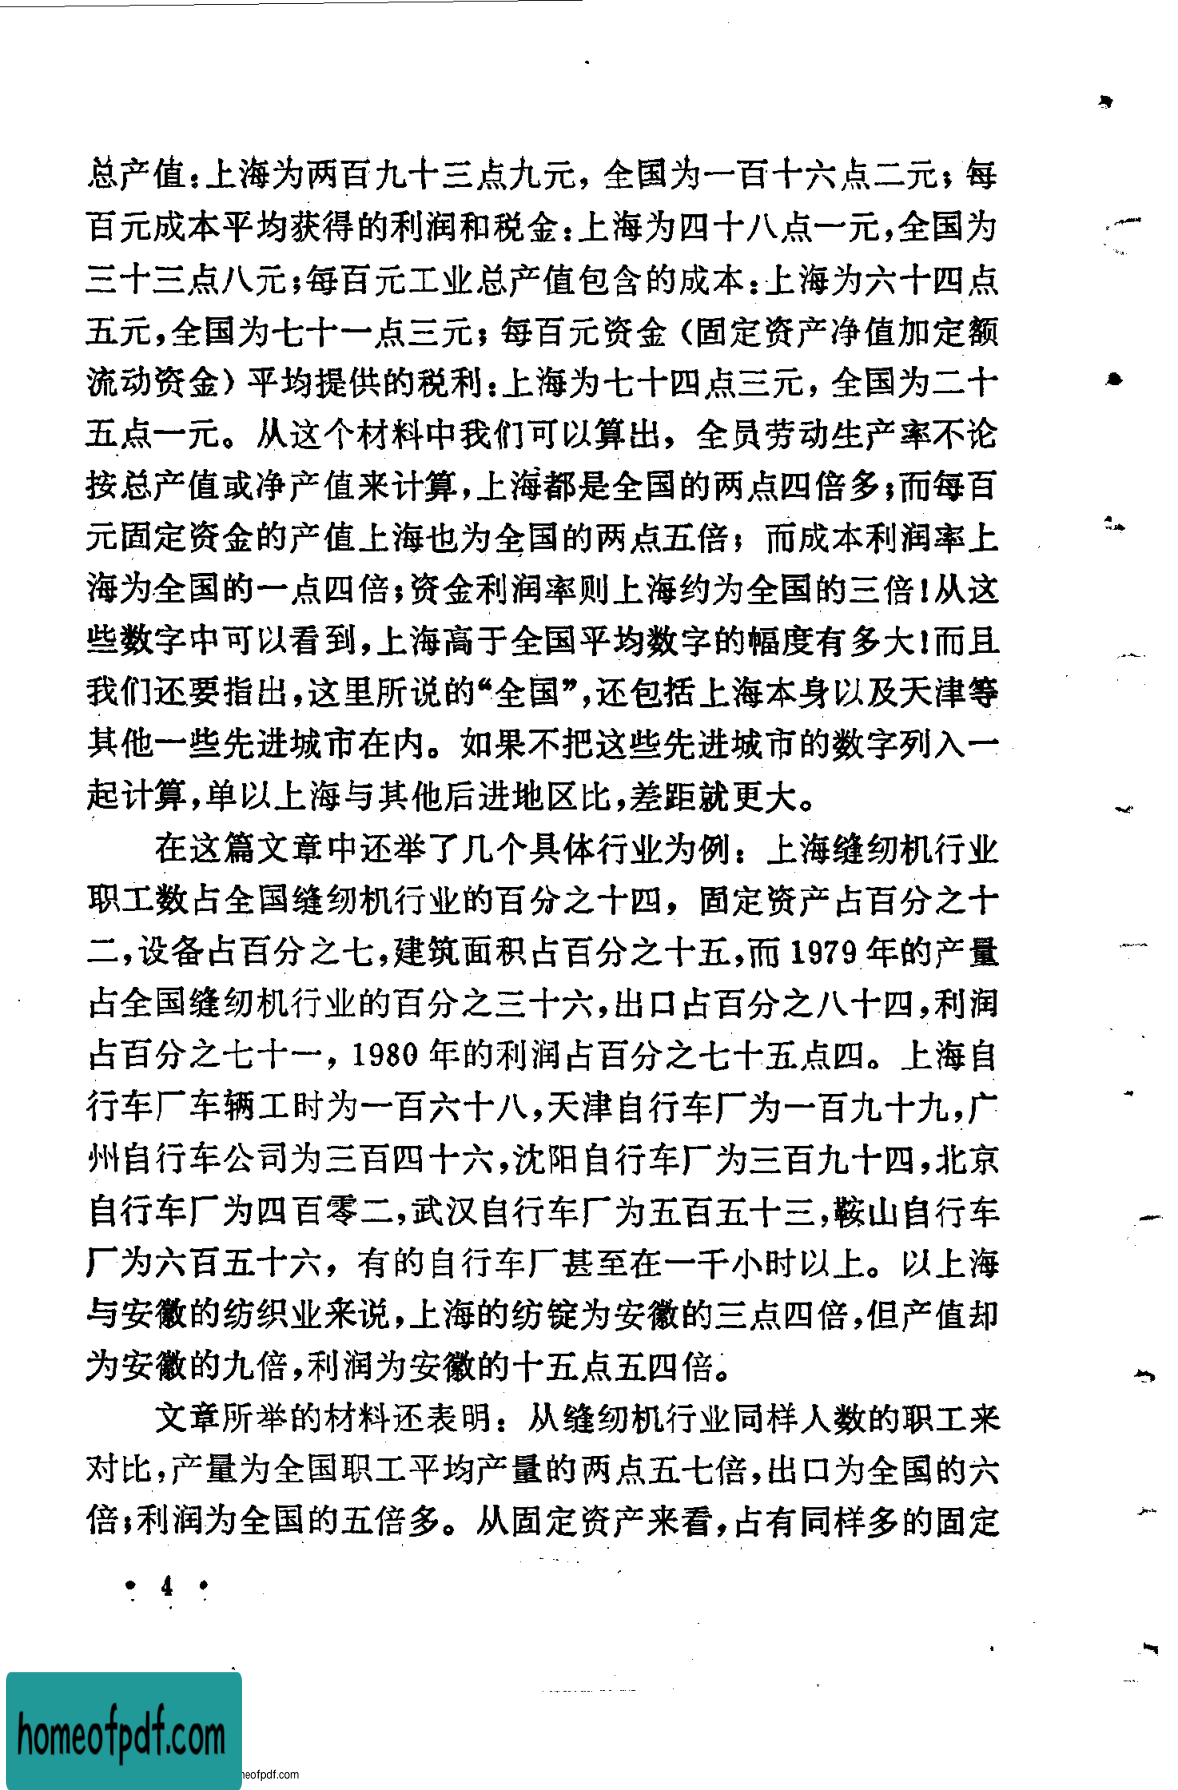 总产值:上海为两百九十三点九元, 全国为一百十六点二元; 每
百元成本平均获得的利润和税金:上海为四十八点一元,全国为
三十三点八元;每百元工业总产值包含的成本:上海为六十四点
五元,全国为七十一点三元; 每百元资金 (固定资产净值加定额
流动资金) 平均提供的税利:上海为七十四点三元, 全国为二十
五点一元。从这个材料中我们可以算出, 全员劳动生产率不论
按总产值或净产值来计算,上海都是全国的两点四倍多;而每百
元固定资金的产值上海也为全国的两点五倍; 而成本利润率上
海为全国的一点四倍;资金利润率则上海约为全国的三倍!从这
些数字中可以看到,上海高于全国平均数字的幅度有多大!而且
我们还要指出,这里所说的“全国”,还包括上海本身以及天津等
其他一些先进城市在内。如果不把这些先进城市的数字列入一
起计算,单以上海与其他后进地区比,差距就更大。
在这篇文章中还举了几个具体行业为例: 上海缝纫机行业
职工数占全国缝纫机行业的百分之十四, 固定资产占百分之十
二,设备占百分之七,建筑面积占百分之十五,而 1979 年的产量
占全国缝纫机行业的百分之三十六,出口占百分之八十四,利润
占百分之七十一, 1980 年的利润占百分之七十五点四。上海自
行车厂车辆工时为一百六十八,天津自行车厂为一百九十九,广
州自行车公司为三百四十六,沈阳自行车厂为三百九十四,北京
自行车厂为四百零二,武汉自行车厂为五百五十三,鞍山自行车
厂为六百五十六, 有的自行车厂甚至在一千小时以上。以上海
与安徽的纺织业来说,上海的纺锭为安徽的三点四倍,但产值却
为安徽的九倍,利润为安徽的十五点五四倍。
文章所举的材料还表明: 从缝纫机行业同样人数的职工来
对比,产量为全国职工平均产量的两点五七倍,出口为全国的六
倍;利润为全国的五倍多。从固定资产来看,占有同样多的固定
• 4 •
homeofpdf.com
eofpdf.com